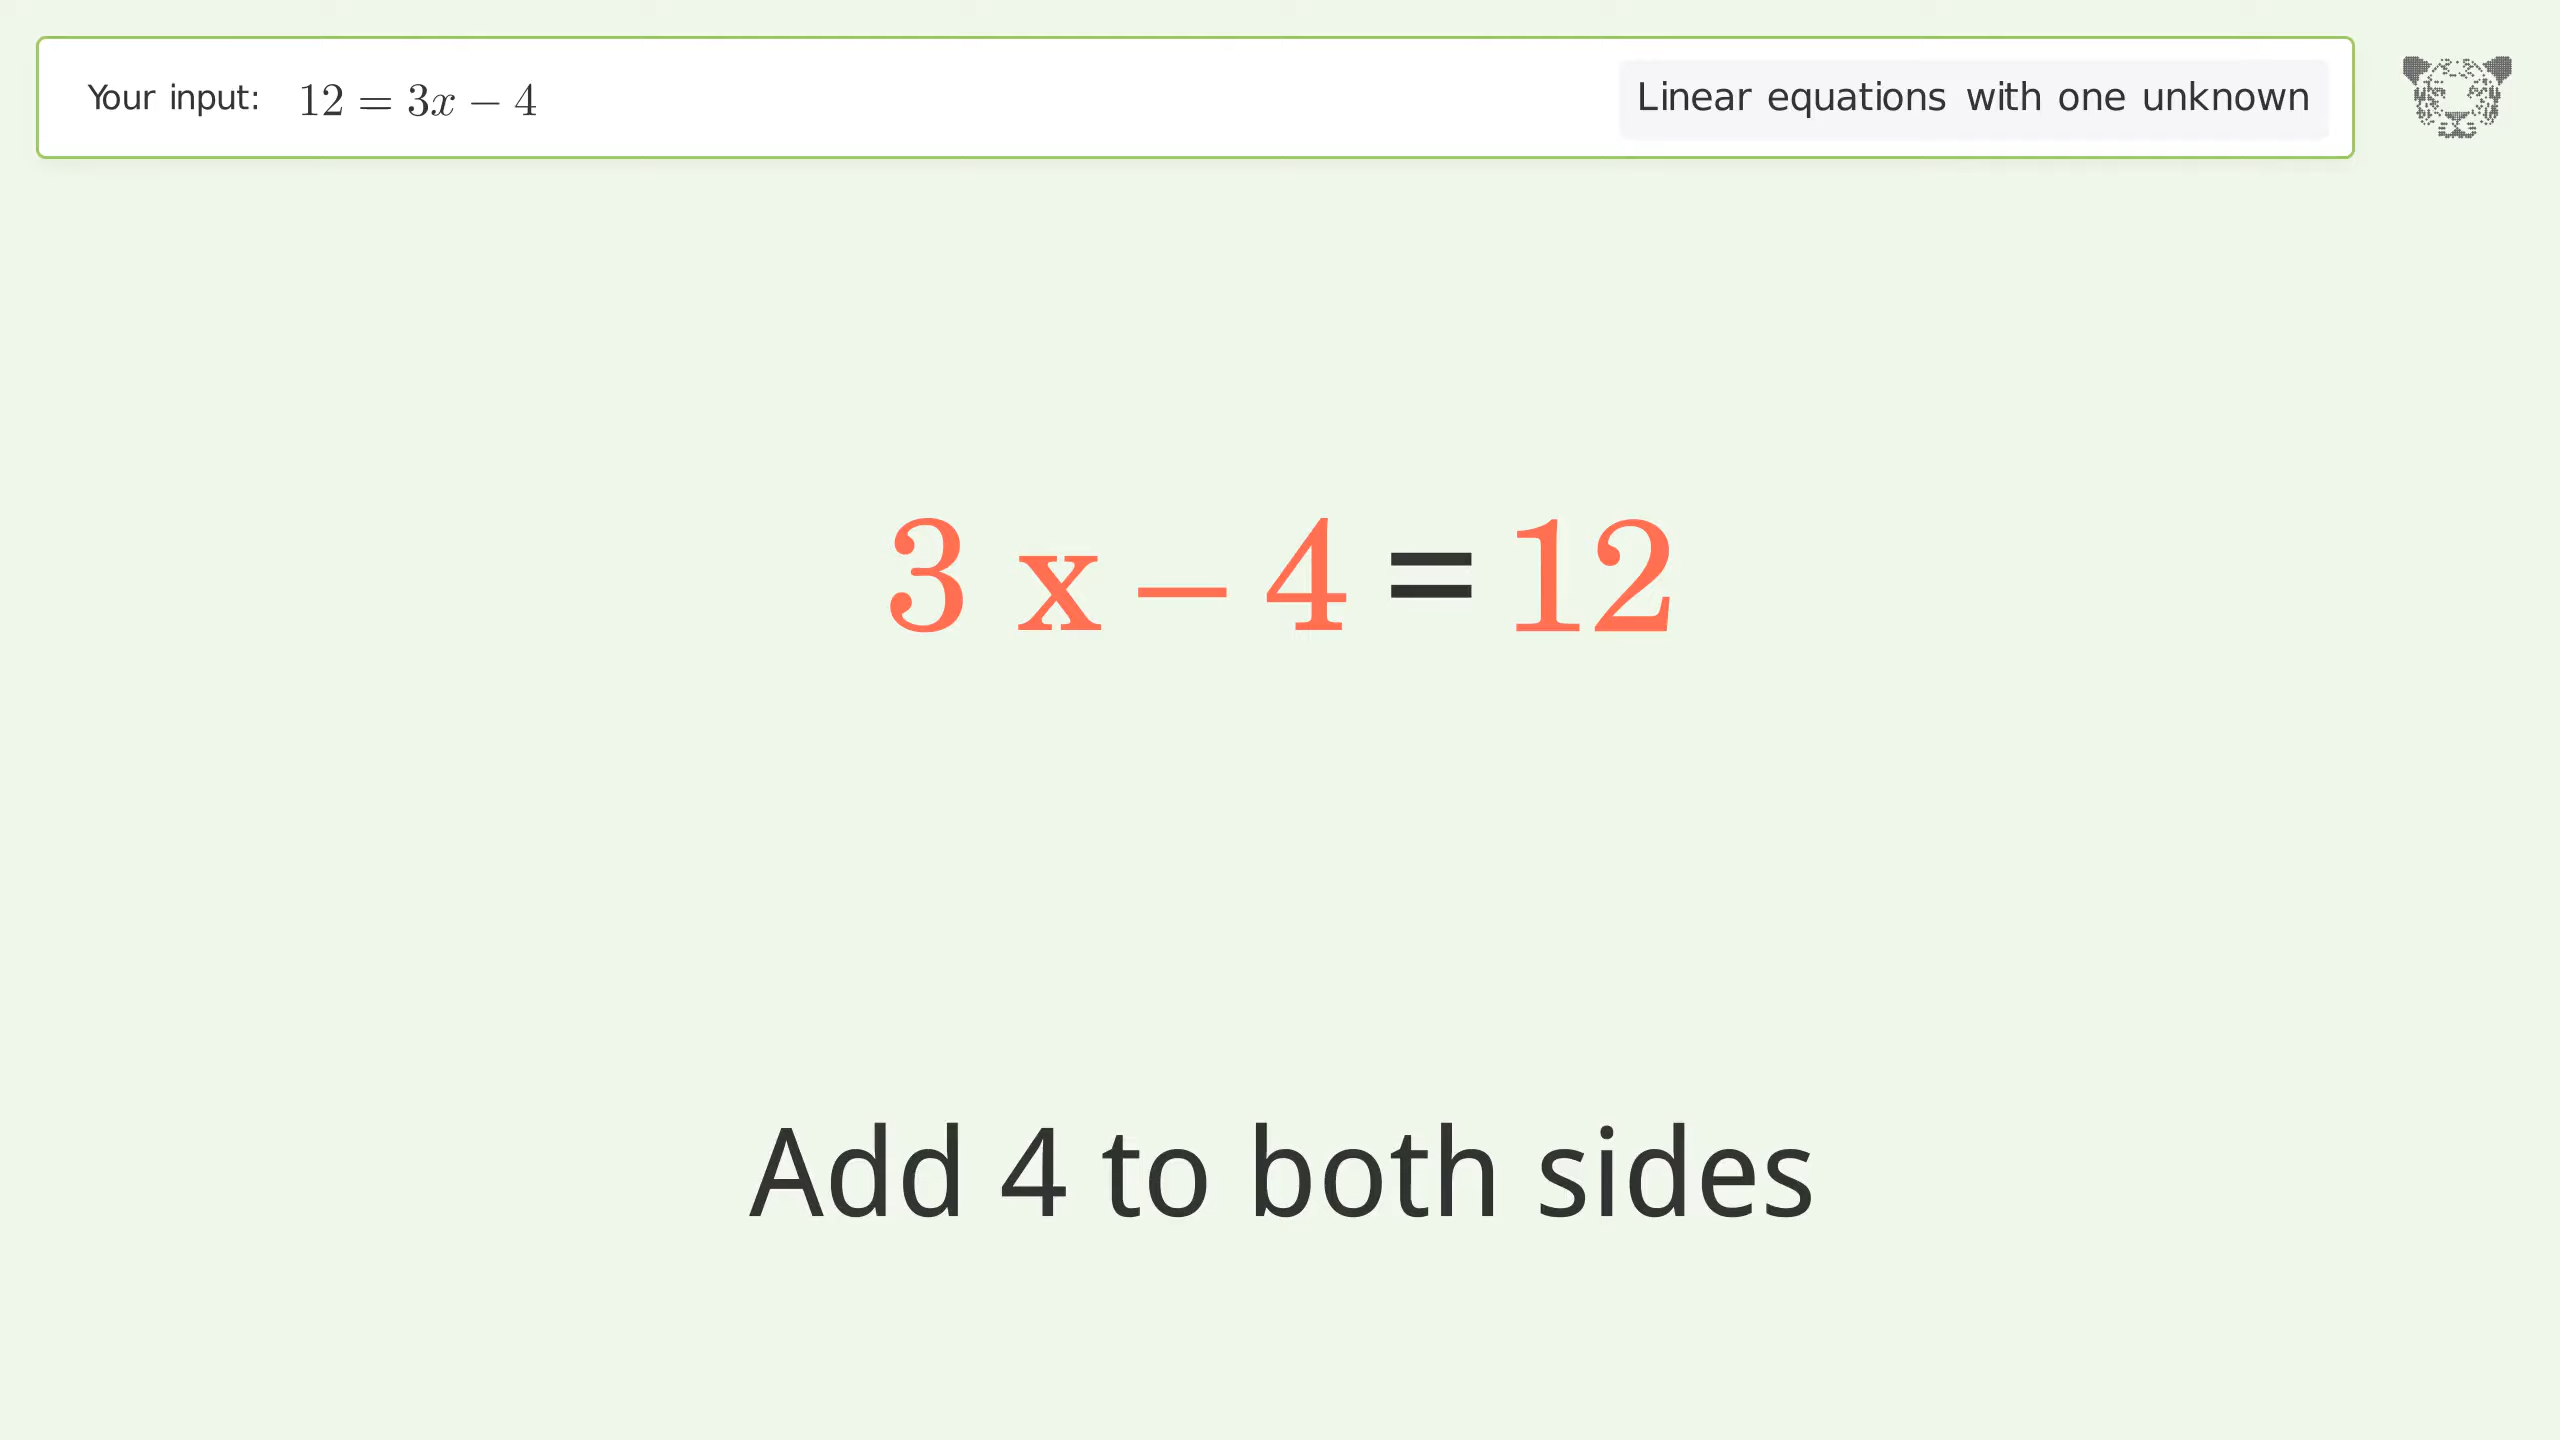 Your input: 12 = 3x − 4
Linear equations with one unknown
3 x − 4 = 12
Add 4 to both sides